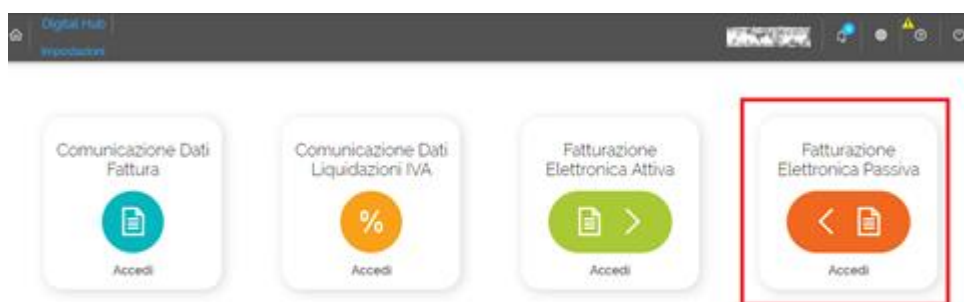 Digital Hub
Impostazioni
Comunicazione Dati
Fattura
Accedi
Comunicazione Dati
Liquidazioni IVA
%
Accedi
Fatturazione
Elettronica Attiva
Accedi
Fatturazione
Elettronica Passiva
Accedi